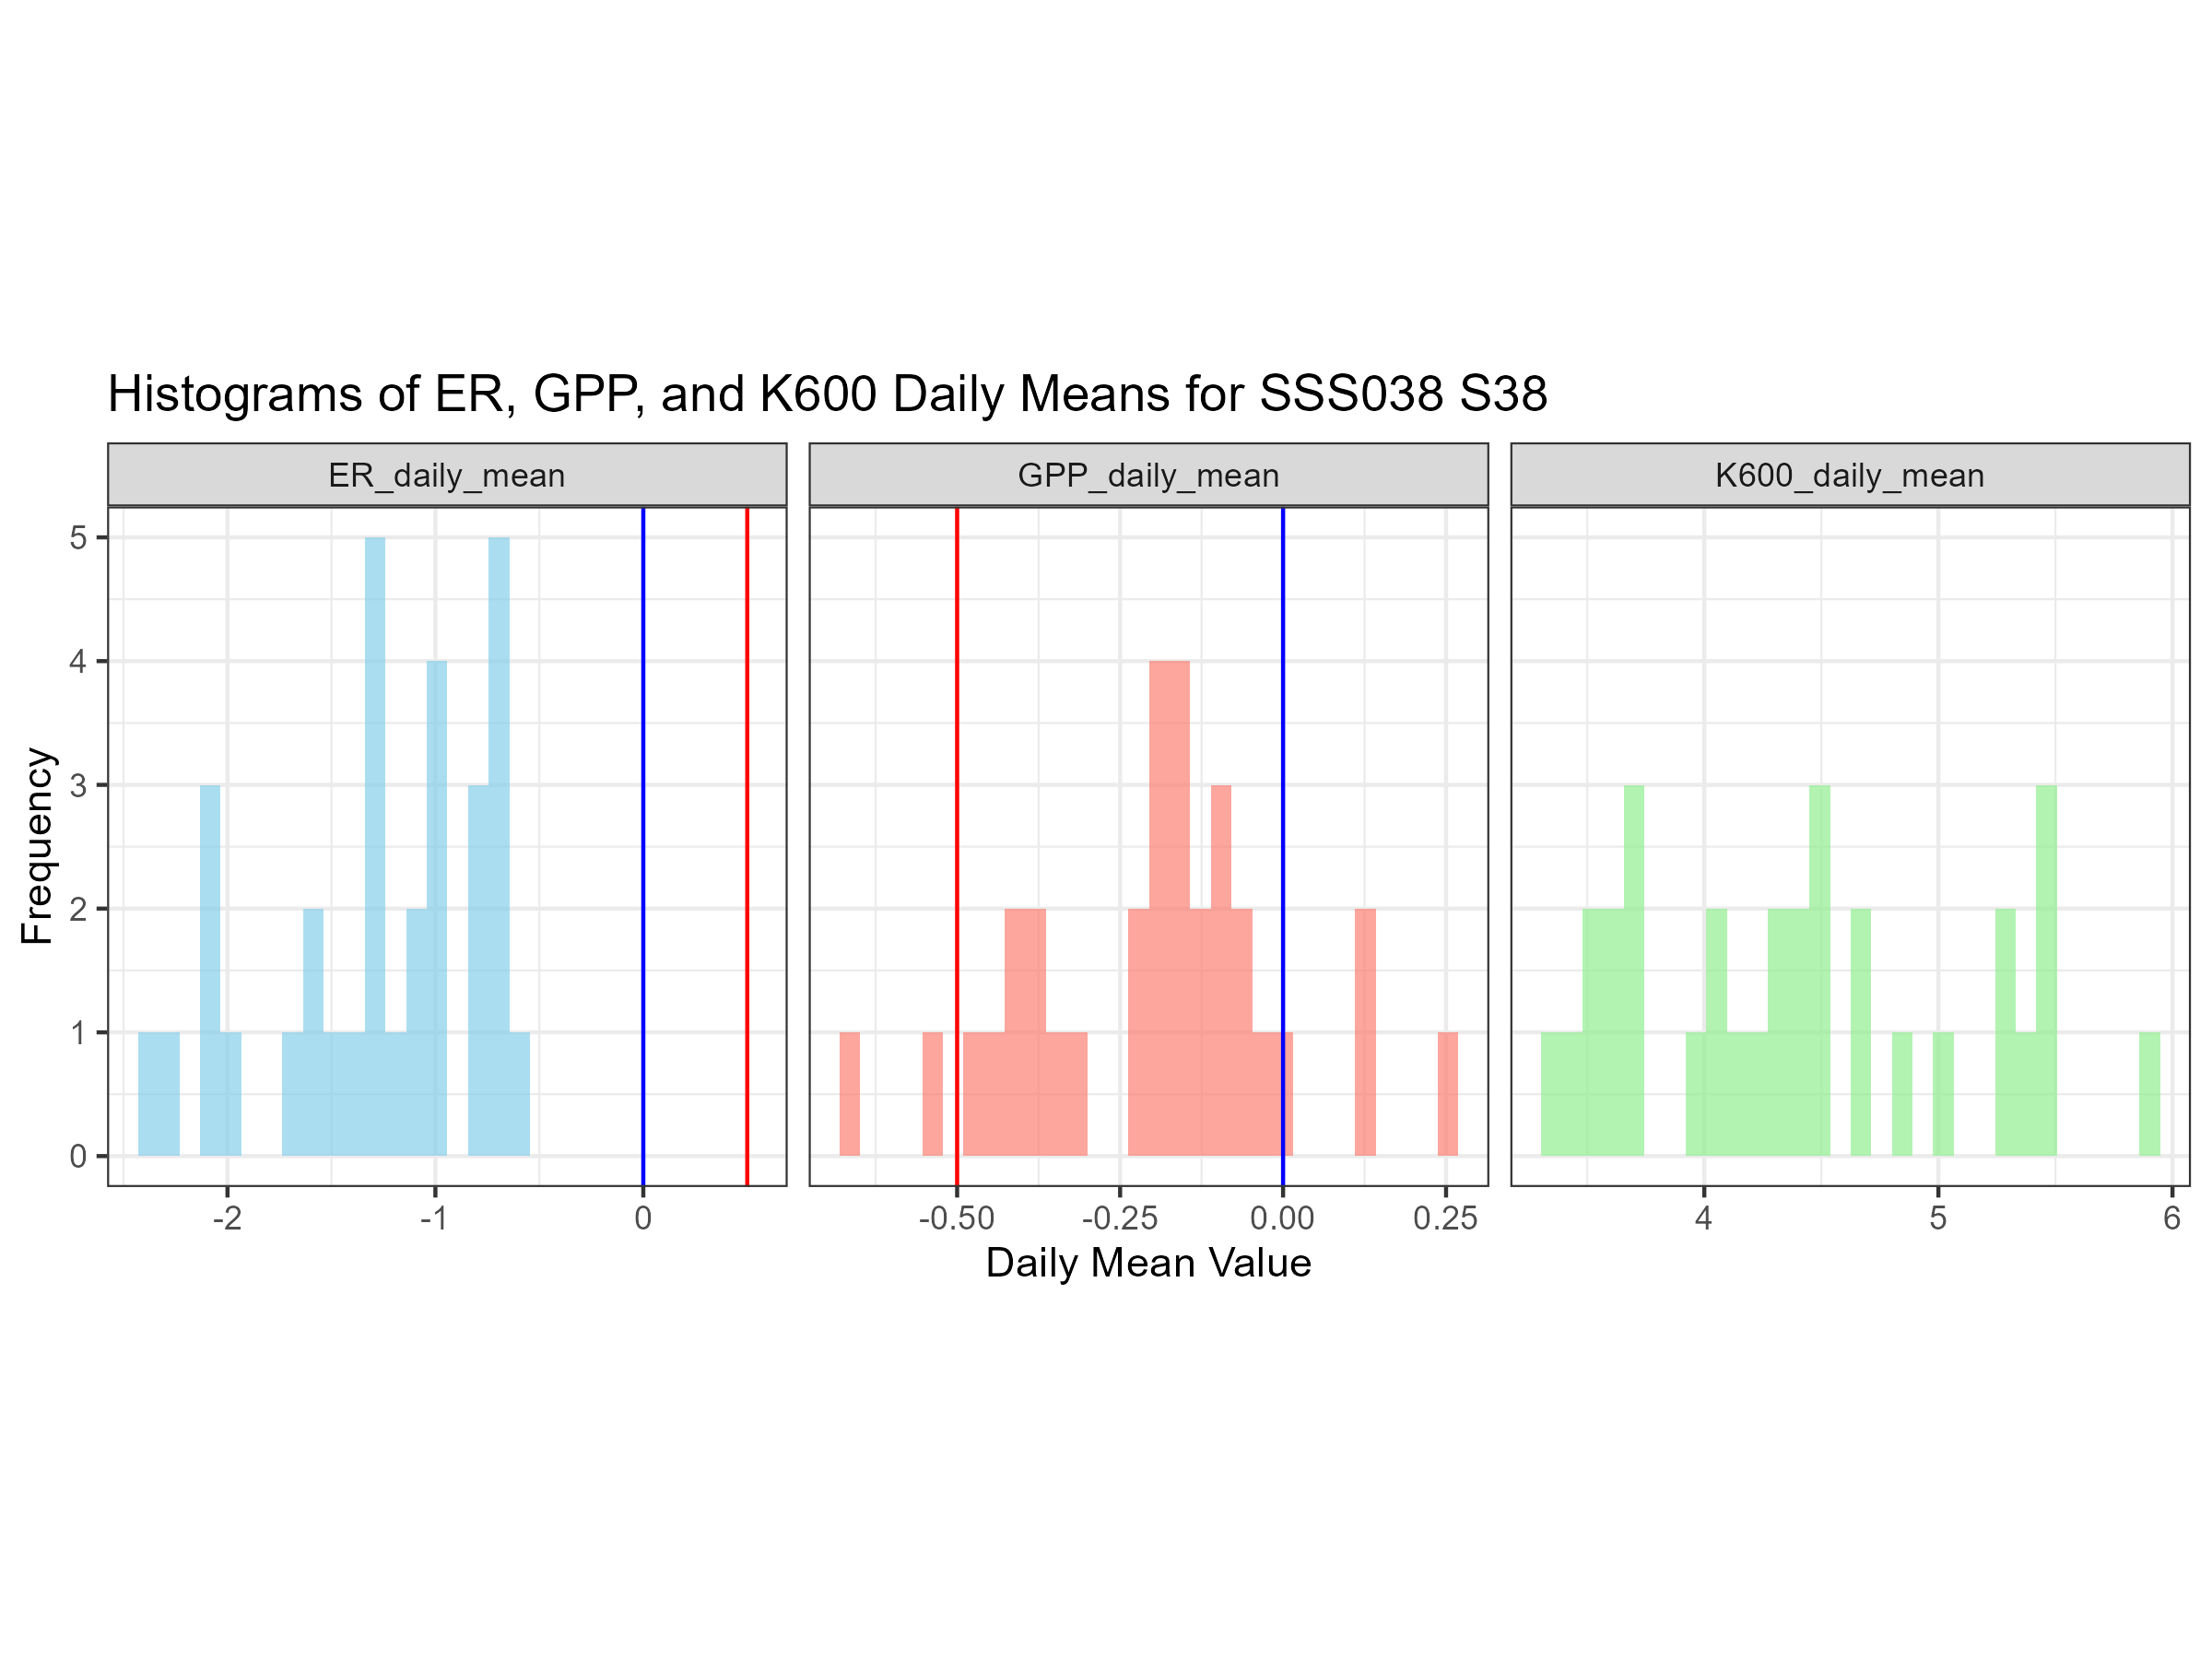 Histograms of ER, GPP, and K600 Daily Means for SSS038 S38
ER_daily_mean
GPP_daily_mean
K600_daily_mean
Frequency
5
4
3
2
1
0
-2
-1
0
-0.50
-0.25
0.00
0.25
4
5
6
Daily Mean Value